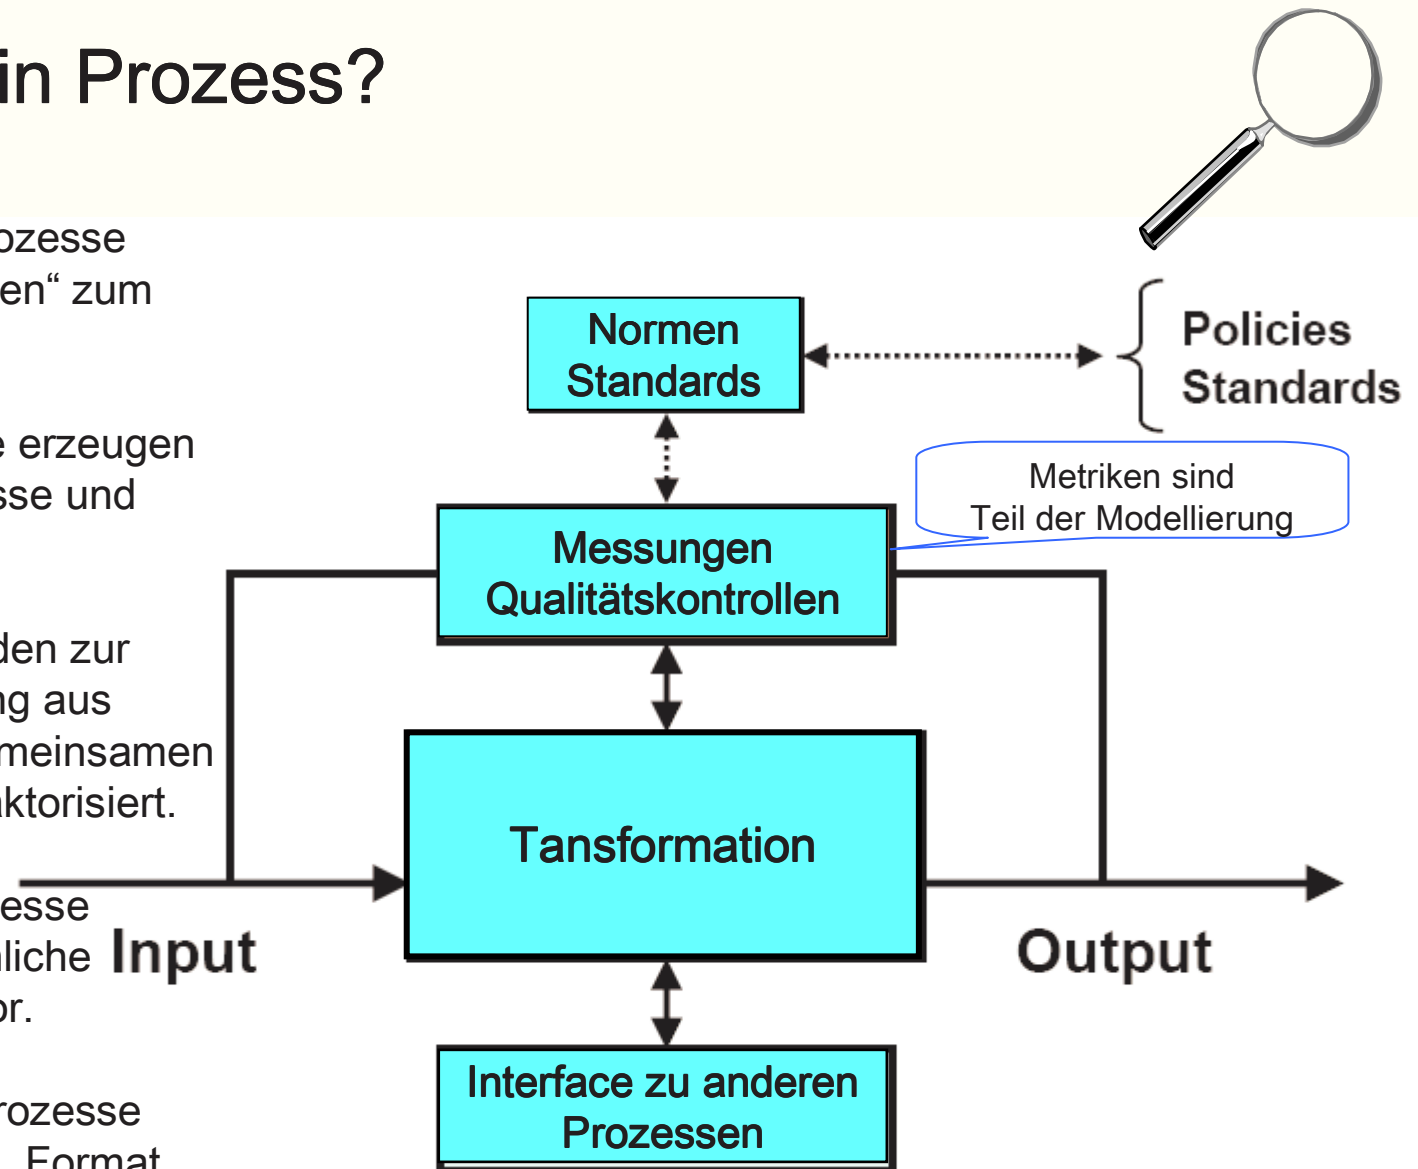 in Prozess?
ozesse
en“ zum
e erzeugen
sse und
den zur
ng aus
meinsamen
aktorisiert.
esse
liche
or.
rozesse
Format
Normen
Standards
Policies
Standards
Metriken sind
Teil der Modellierung
Messungen
Qualitätskontrollen
Tansformation
Input
Output
Interface zu anderen
Prozessen